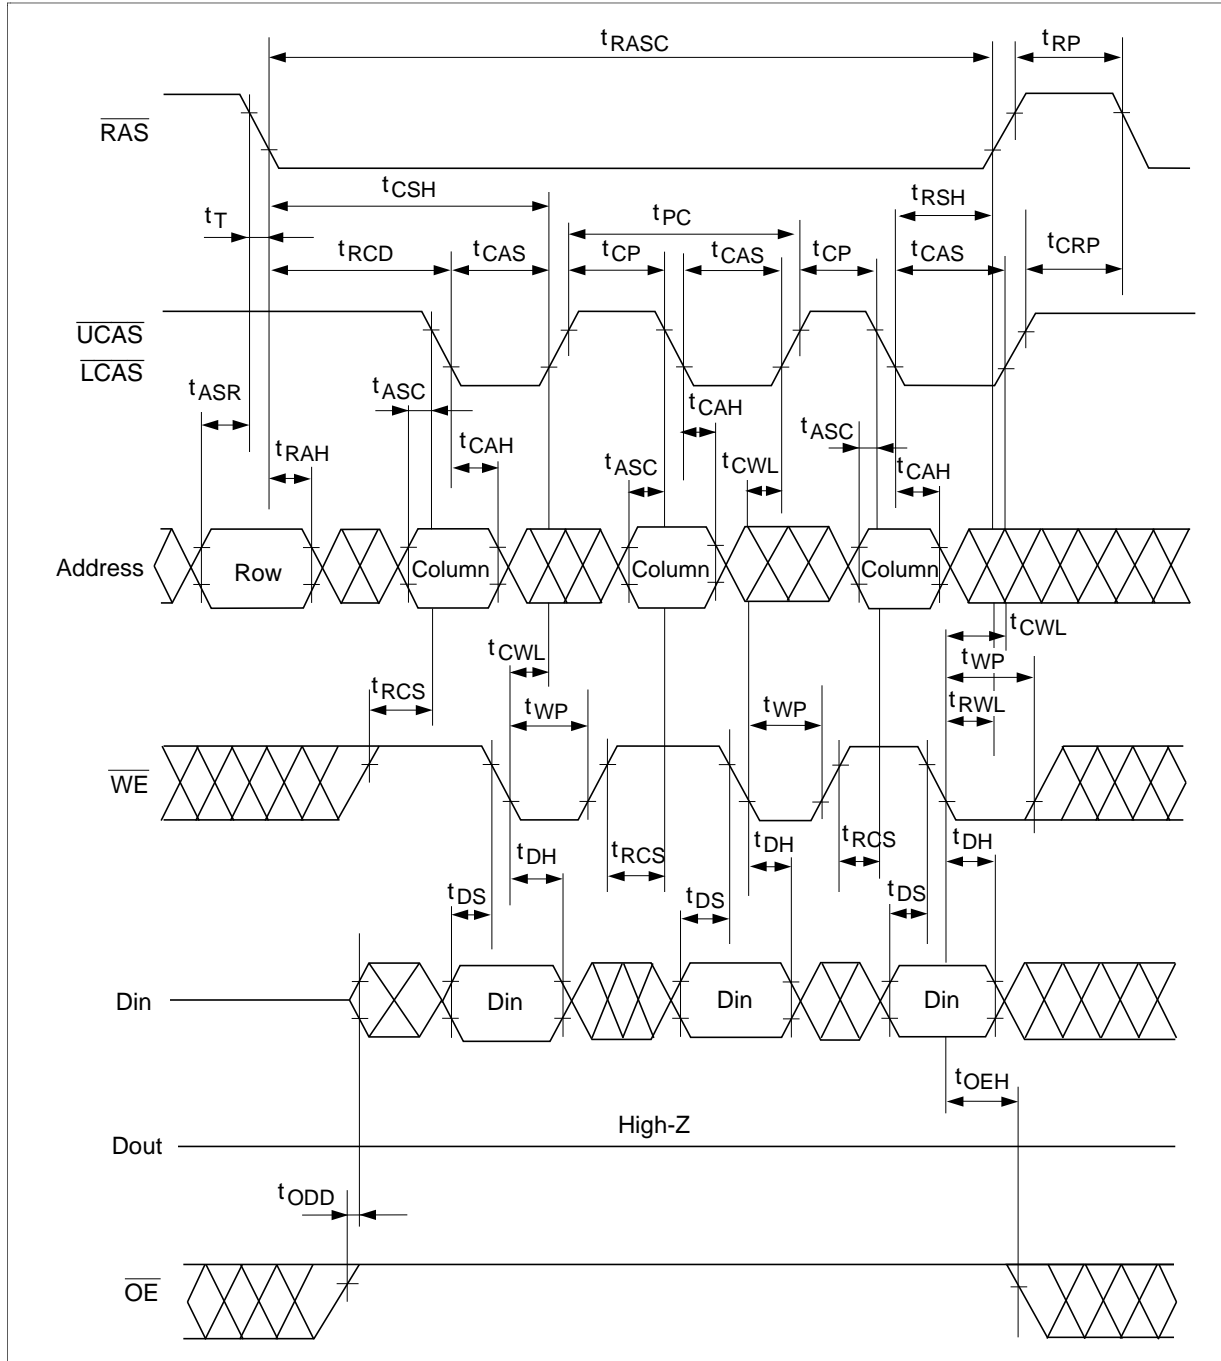 tRASC
tRP
RAS
tCSH
tRSH
tT
tPC
tRCD
tCAS
tCP
tCAS
tCP
tCAS
tCRP
UCAS
LCAS
tASR
tASC
tCAH
tASC
tRAH
tCAH
tASC
tCWL
tCAH
Address
Row
Column
Column
Column
tCWL
tCWL
tWP
tRCS
tWP
tWP
tRWL
WE
tDH
tRCS
tDH
tRCS
tDH
tDS
tDS
tDS
Din
Din
Din
Din
tOEH
High-Z
Dout
tODD
OE